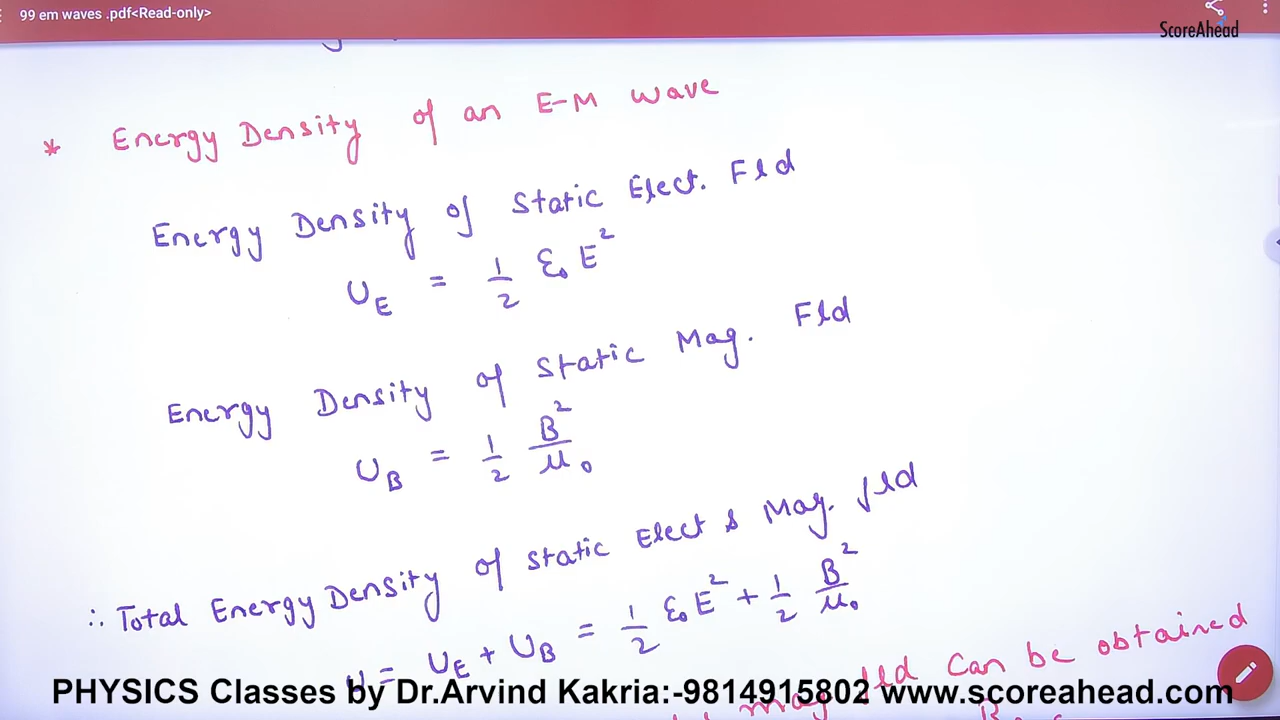 99 em waves .pdf<Read-only>
ScoreAhead
* Energy Density of an E-M wave
Energy Density of Static Elect. Fld
U_E = 1/2 ε₀ E²
Energy Density of Static Mag. Fld
U_B = 1/2 B²/μ₀
∴ Total Energy Density of static Elect & Mag. fld
U = U_E + U_B = 1/2 ε₀ E² + 1/2 B²/μ₀
mag fld Can be obtained
PHYSICS Classes by Dr.Arvind Kakria:-9814915802 www.scoreahead.com